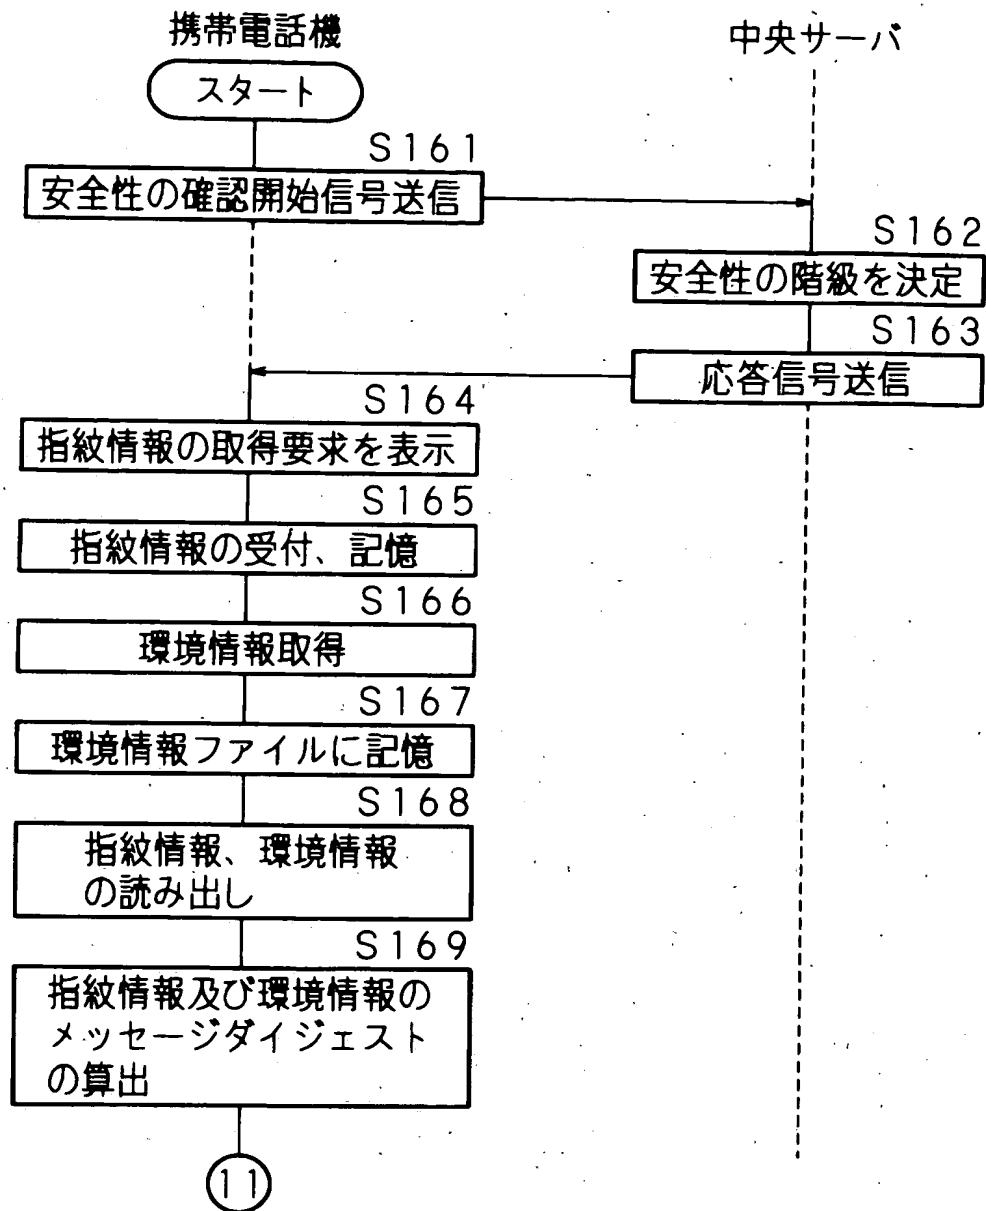 携帯電話機
中央サーバ
スタート
S161
安全性の確認開始信号送信
S162
安全性の階級を決定
S163
応答信号送信
S164
指紋情報の取得要求を表示
S165
指紋情報の受付、記憶
S166
環境情報取得
S167
環境情報ファイルに記憶
S168
指紋情報、環境情報
の読み出し
S169
指紋情報及び環境情報の
メッセージダイジェスト
の算出
11